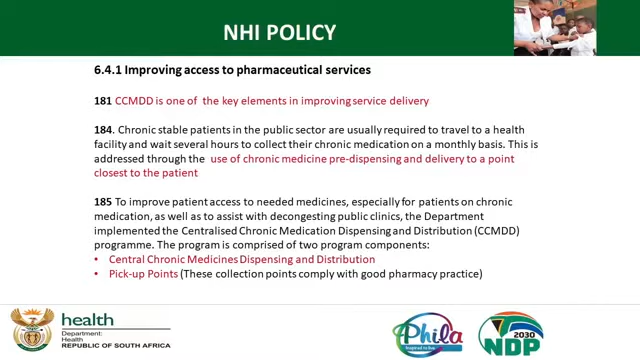 NHI POLICY
6.4.1 Improving access to pharmaceutical services
181 CCMDD is one of the key elements in improving service delivery
184. Chronic stable patients in the public sector are usually required to travel to a health
facility and wait several hours to collect their chronic medication on a monthly basis. This is
addressed through the use of chronic medicine pre-dispensing and delivery to a point
closest to the patient
185 To improve patient access to needed medicines, especially for patients on chronic
medication, as well as to assist with decongesting public clinics, the Department
implemented the Centralised Chronic Medication Dispensing and Distribution (CCMDD)
programme. The program is comprised of two program components:
• Central Chronic Medicines Dispensing and Distribution
• Pick-up Points (These collection points comply with good pharmacy practice)
health
Department:
Health
REPUBLIC OF SOUTH AFRICA
Phila
2030
NDP